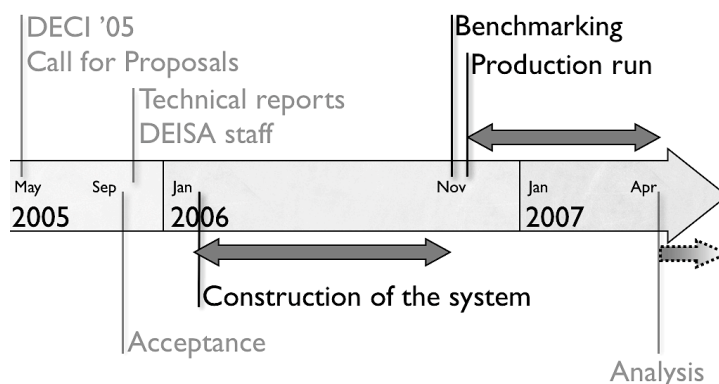 DECI ’05
Call for Proposals
Benchmarking
Production run
Technical reports
DEISA staff
May
Sep
Jan
Nov
Jan
Apr
2005
2006
2007
Construction of the system
Acceptance
Analysis